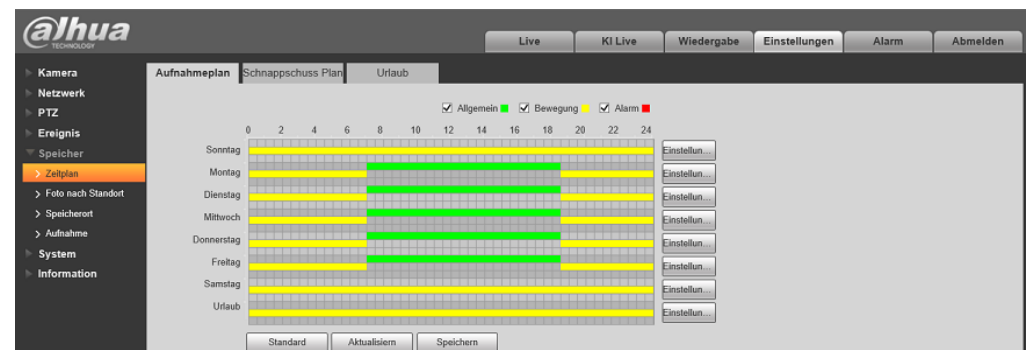 alhua
TECHNOLOGY
Live KI Live Wiedergabe Einstellungen Alarm Abmelden
Kamera
Netzwerk
PTZ
Ereignis
Speicher
Zeitplan
Foto nach Standort
Speicherort
Aufnahme
System
Information
Aufnahmeplan Schnappschuss Plan Urlaub
Allgemein Bewegung Alarm
0 2 4 6 8 10 12 14 16 18 20 22 24
Sonntag Einstellun...
Montag Einstellun...
Dienstag Einstellun...
Mittwoch Einstellun...
Donnerstag Einstellun...
Freitag Einstellun...
Samstag Einstellun...
Urlaub Einstellun...
Standard Aktualisiern Speichern